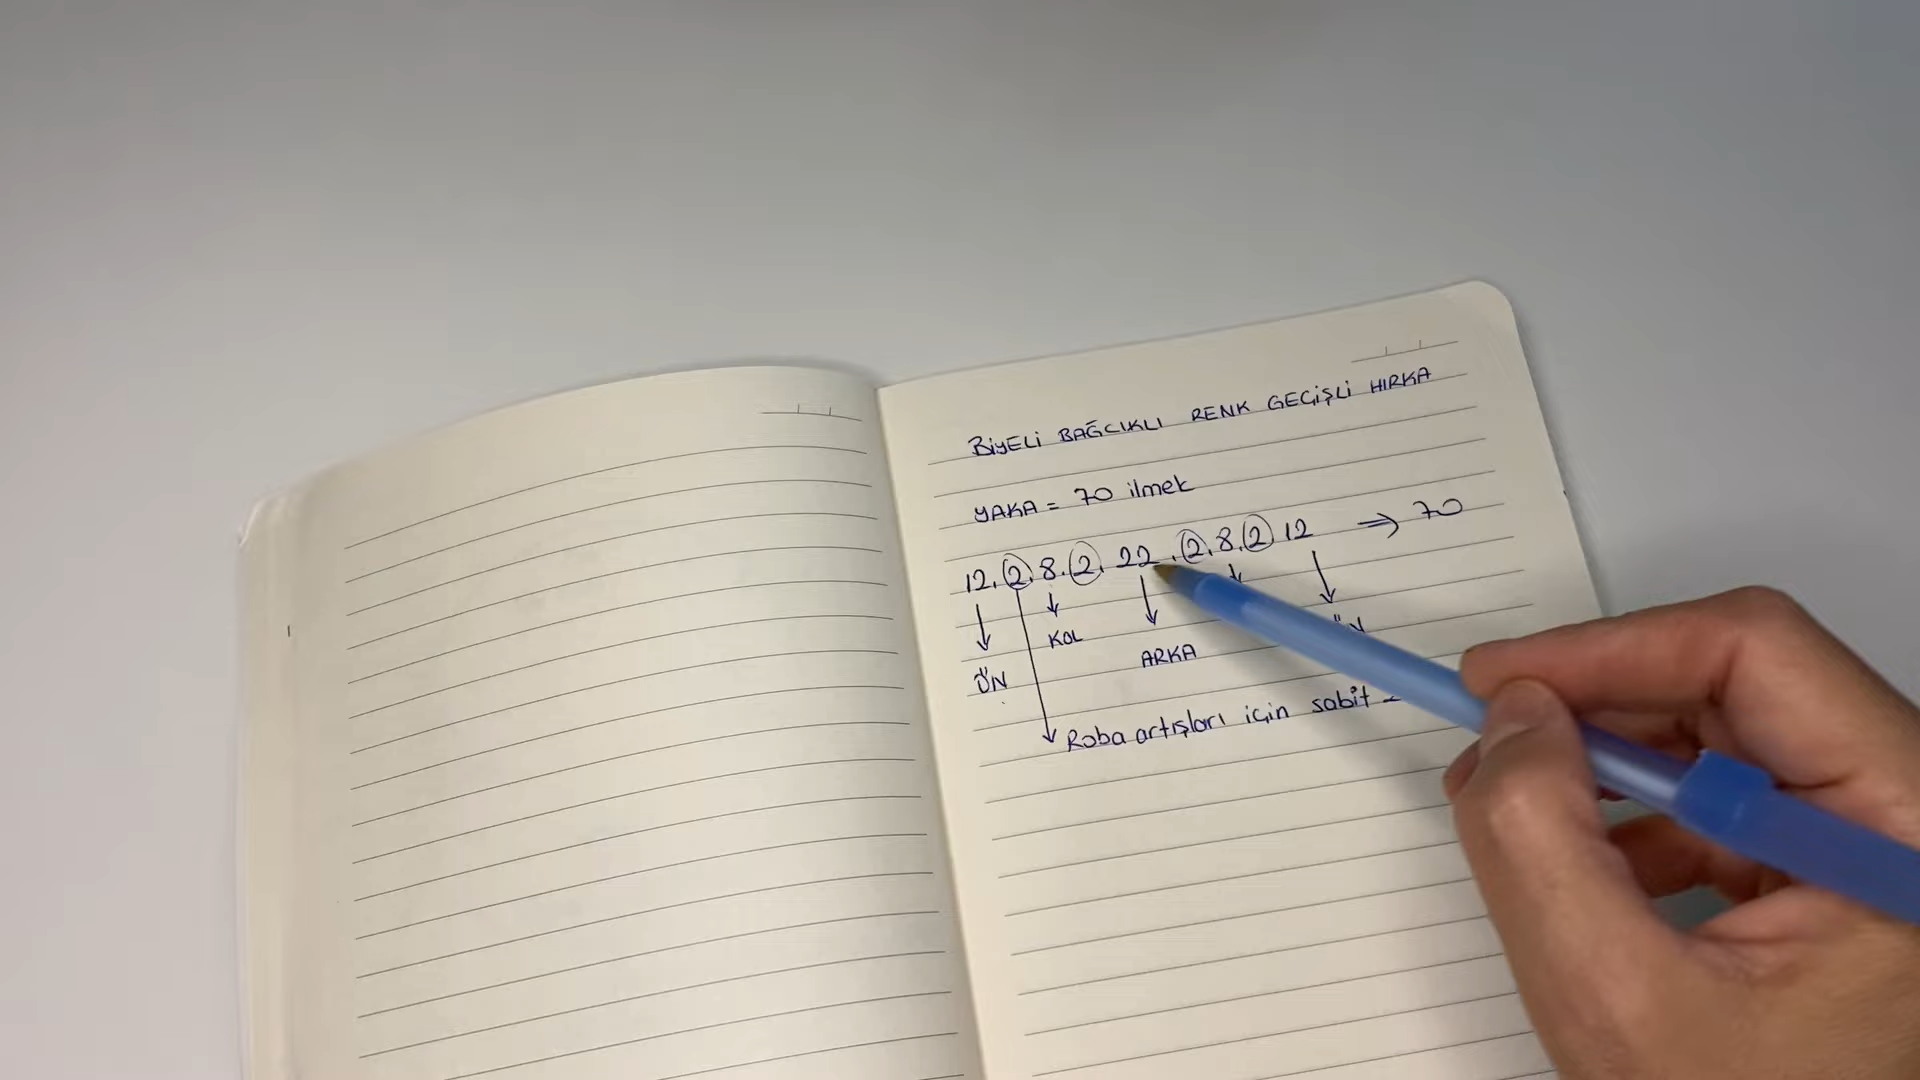 BİYELİ BAĞCIKLI RENK GEÇİŞLİ HIRKA
YAKA = 70 ilmek
12. 2. 8. 2. 22 . 2. 8. 2 12 ⇒ 70
ÖN KOL ARKA
Roba artışları için sabit